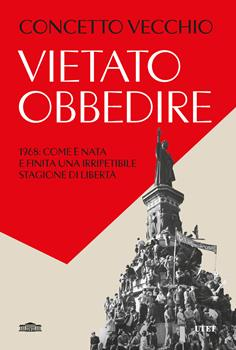 CONCETTO VECCHIO
VIETATO
OBBEDIRE
1968: COME È NATA
E FINITA UNA IRRIPETIBILE
STAGIONE DI LIBERTÀ
UTET